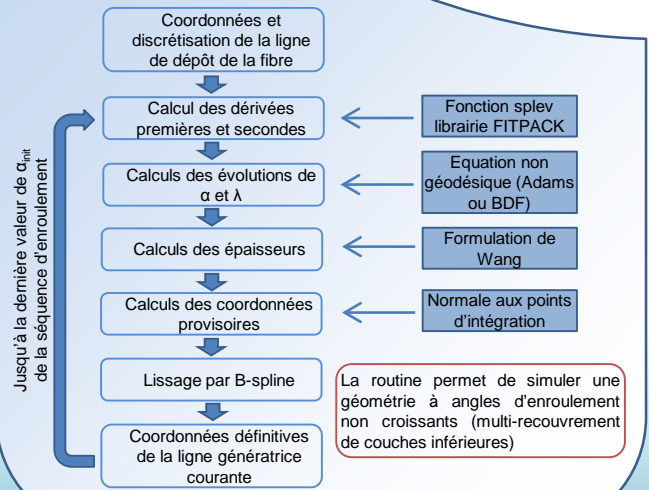 Coordonnées et
discrétisation de la ligne
de dépôt de la fibre
Calcul des dérivées
premières et secondes
Fonction splev
librairie FITPACK
Calculs des évolutions de
α et λ
Equation non
géodésique (Adams
ou BDF)
Calculs des épaisseurs
Formulation de
Wang
Calculs des coordonnées
provisoires
Normale aux points
d'intégration
Lissage par B-spline
Coordonnées définitives
de la ligne génératrice
courante
Jusqu'à la dernière valeur de αinit
de la séquence d'enroulement
La routine permet de simuler une
géométrie à angles d'enroulement
non croissants (multi-recouvrement
de couches inférieures)